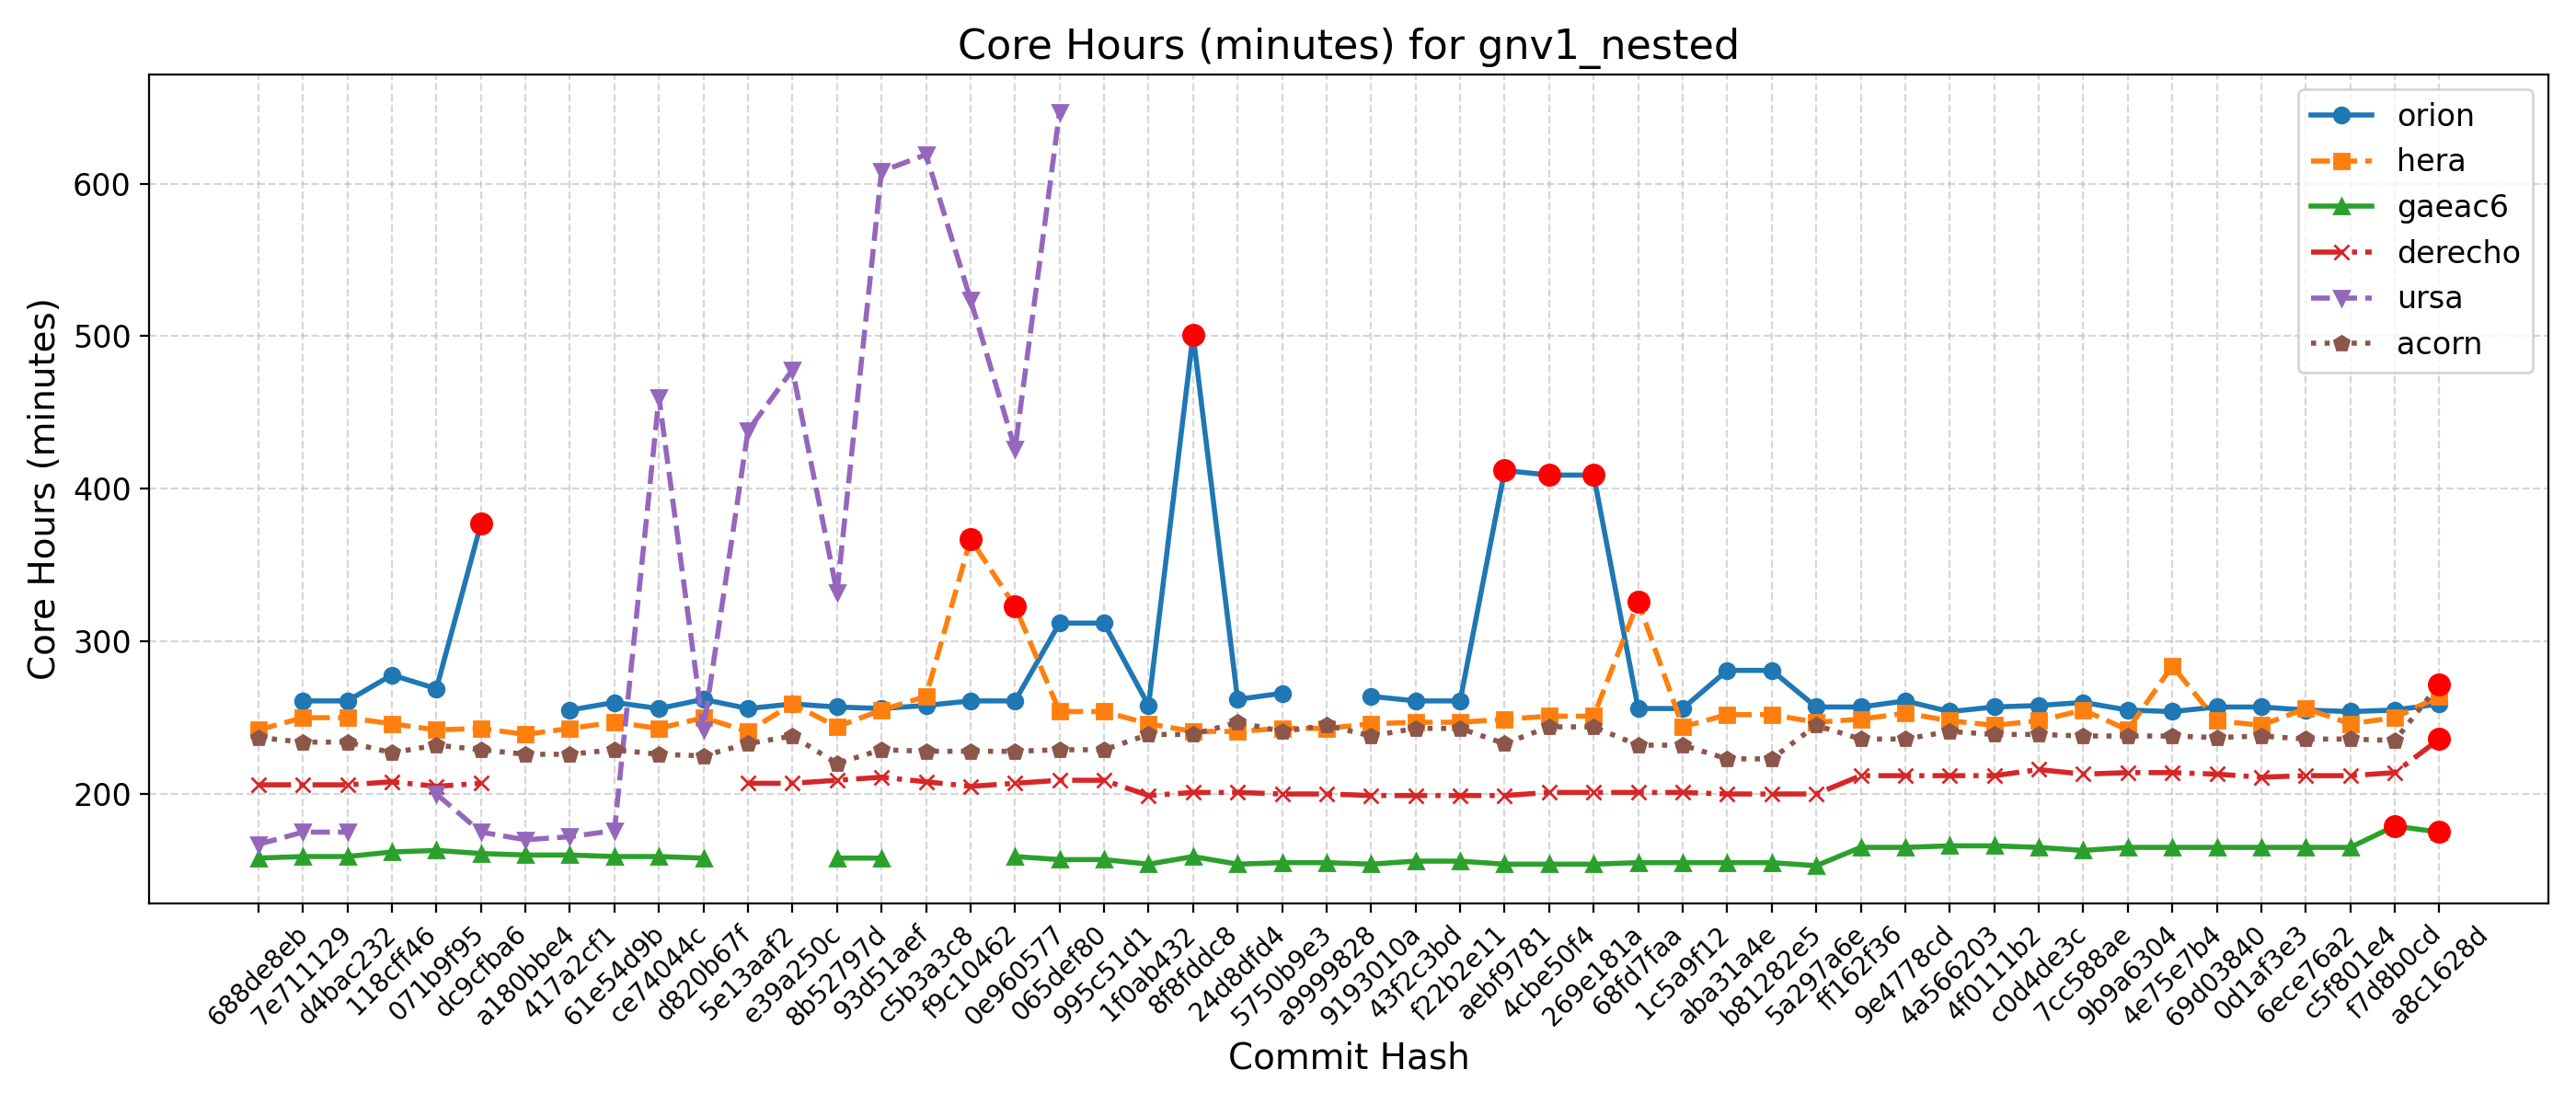 Core Hours (minutes) for gnv1_nested
Core Hours (minutes)
600
500
400
300
200
orion
hera
gaeac6
derecho
ursa
acorn
688de8eb
7e711129
d4bac232
118cff46
071b9f95
dc9cfba6
a180bbe4
417a2cf1
61e54d9b
ce74044c
d820b67f
5e13aaf2
e39a250c
8b52797d
93d51aef
c5b3a3c8
f9c10462
0e960577
065def80
995c51d1
1f0ab432
8f8fddc8
24d8dfd4
5750b9e3
a9999828
9193010a
43f2c3bd
f22b2e11
aebf9781
4cbe50f4
269e181a
68fd7faa
1c5a9f12
aba31a4e
b81282e5
5a297a6e
ff162f36
9e4778cd
4a566203
4f0111b2
c0d4de3c
7cc588ae
9b9a6304
4e75e7b4
69d03840
0d1af3e3
6ece76a2
c5f801e4
f7d8b0cd
a8c1628d
Commit Hash